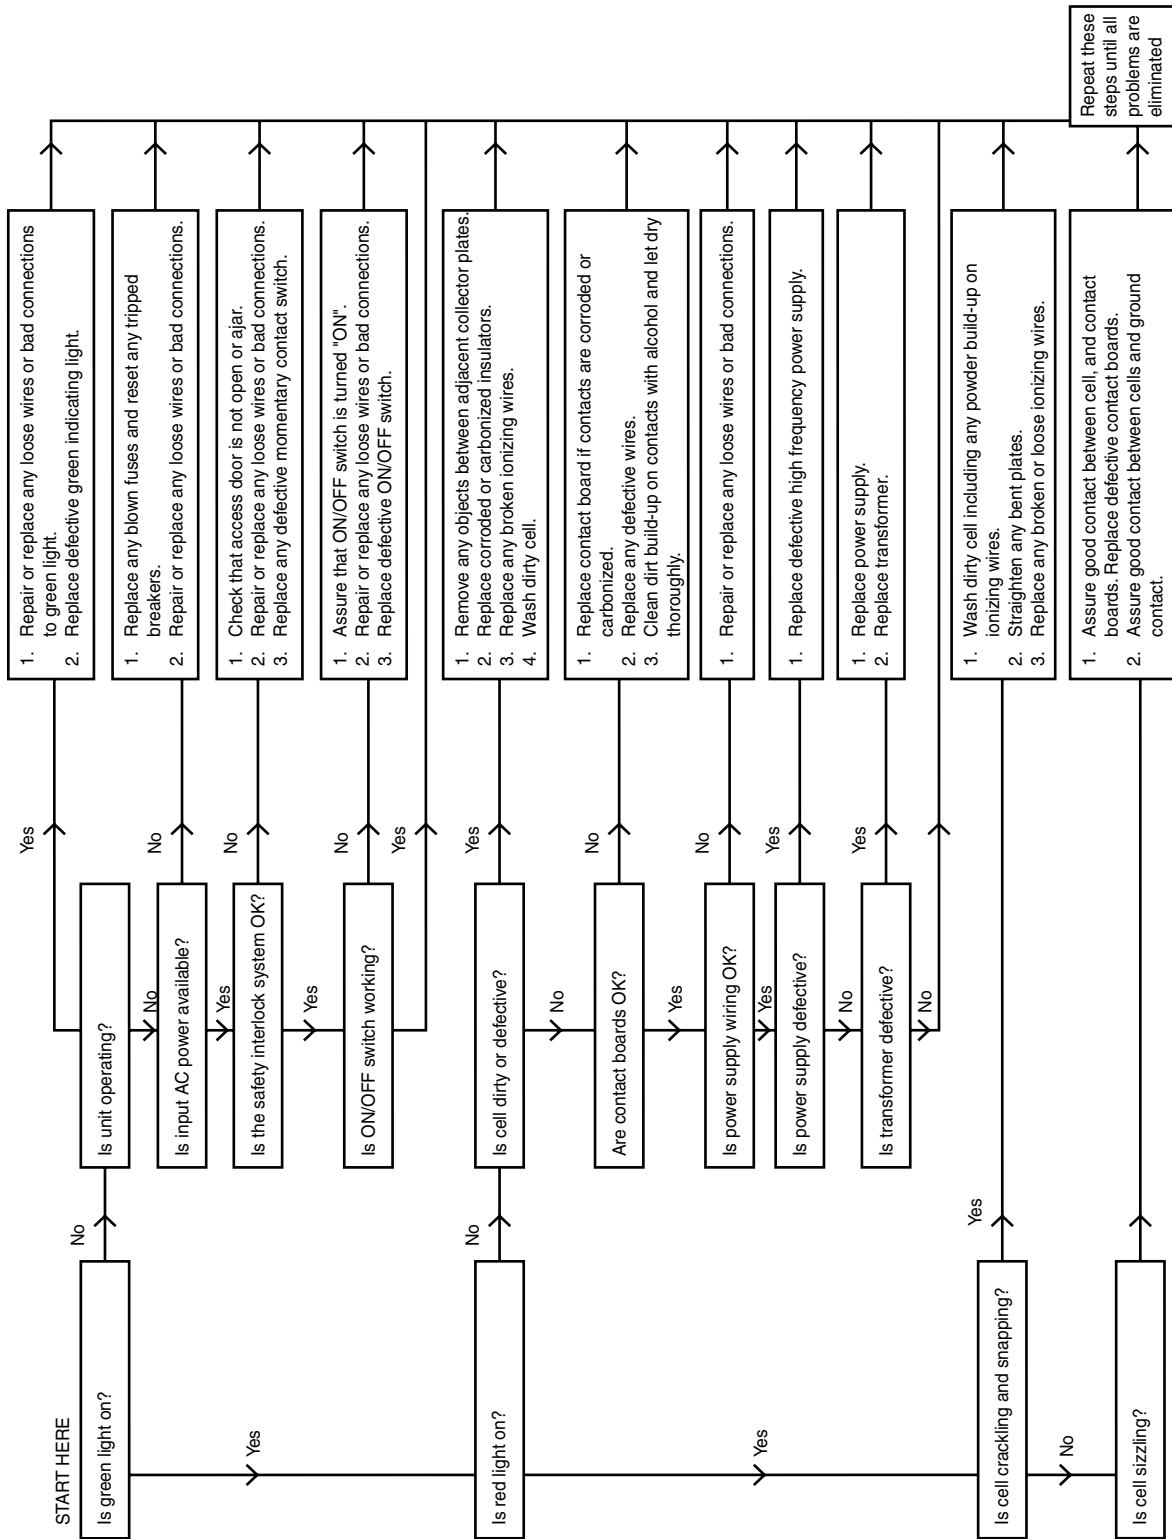 START HERE
Is green light on?
No
Yes
Is unit operating?
Yes
No
1. Repair or replace any loose wires or bad connections
to green light.
2. Replace defective green indicating light.
Is input AC power available?
No
Yes
1. Replace any blown fuses and reset any tripped
breakers.
2. Repair or replace any loose wires or bad connections.
Is the safety interlock system OK?
No
Yes
1. Check that access door is not open or ajar.
2. Repair or replace any loose wires or bad connections.
3. Replace any defective momentary contact switch.
Is ON/OFF switch working?
No
Yes
1. Assure that ON/OFF switch is turned "ON".
2. Repair or replace any loose wires or bad connections.
3. Replace defective ON/OFF switch.
Is red light on?
No
Yes
Is cell dirty or defective?
Yes
No
1. Remove any objects between adjacent collector plates.
2. Replace corroded or carbonized insulators.
3. Replace any broken ionizing wires.
4. Wash dirty cell.
Are contact boards OK?
No
Yes
1. Replace contact board if contacts are corroded or
carbonized.
2. Replace any defective wires.
3. Clean dirt build-up on contacts with alcohol and let dry
thoroughly.
Is power supply wiring OK?
No
Yes
1. Repair or replace any loose wires or bad connections.
Is power supply defective?
Yes
No
1. Replace defective high frequency power supply.
Is transformer defective?
Yes
No
1. Replace power supply.
2. Replace transformer.
Is cell crackling and snapping?
Yes
No
1. Wash dirty cell including any powder build-up on
ionizing wires.
2. Straighten any bent plates.
3. Replace any broken or loose ionizing wires.
Is cell sizzling?
1. Assure good contact between cell, and contact
boards. Replace defective contact boards.
2. Assure good contact between cells and ground
contact.
Repeat these
steps until all
problems are
eliminated